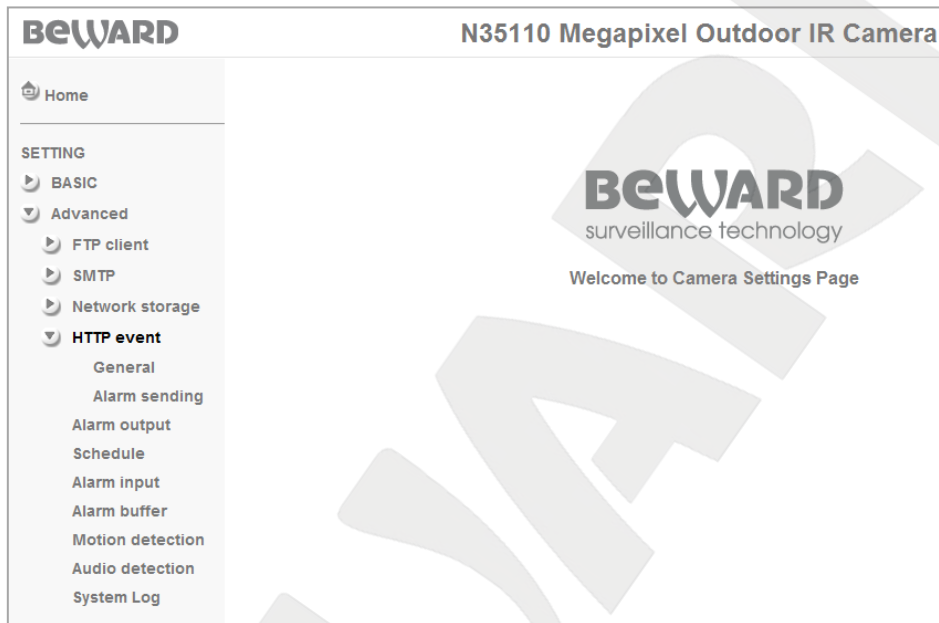 BEWARD
N35110 Megapixel Outdoor IR Camera
Home
SETTING
BASIC
Advanced
FTP client
SMTP
Network storage
HTTP event
General
Alarm sending
Alarm output
Schedule
Alarm input
Alarm buffer
Motion detection
Audio detection
System Log
BEWARD
surveillance technology
Welcome to Camera Settings Page